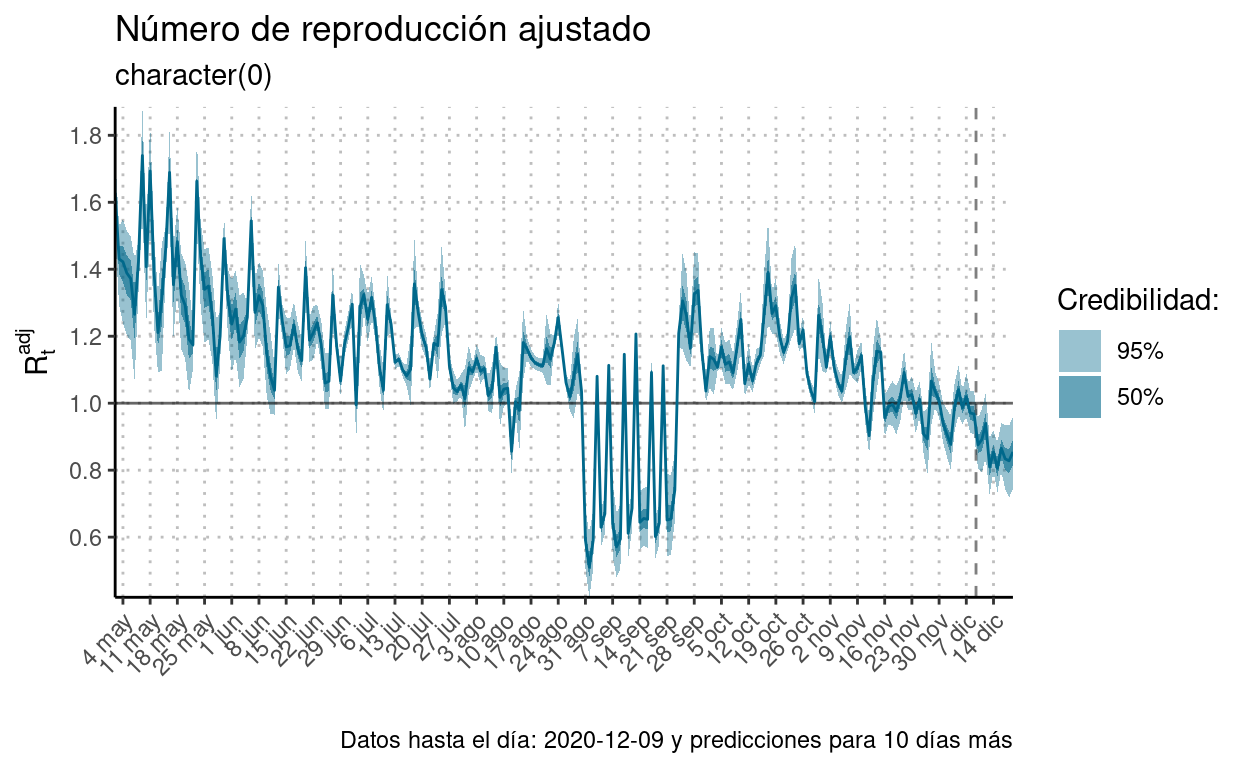 Número de reproducción ajustado
character(0)
R_t^adj
1.8
1.6
1.4
1.2
1.0
0.8
0.6
4 may
11 may
18 may
25 may
1 jun
8 jun
15 jun
22 jun
29 jun
6 jul
13 jul
20 jul
27 jul
3 ago
10 ago
17 ago
24 ago
31 ago
7 sep
14 sep
21 sep
28 sep
5 oct
12 oct
19 oct
26 oct
2 nov
9 nov
16 nov
23 nov
30 nov
7 dic
14 dic
Credibilidad:
95%
50%
Datos hasta el día: 2020-12-09 y predicciones para 10 días más